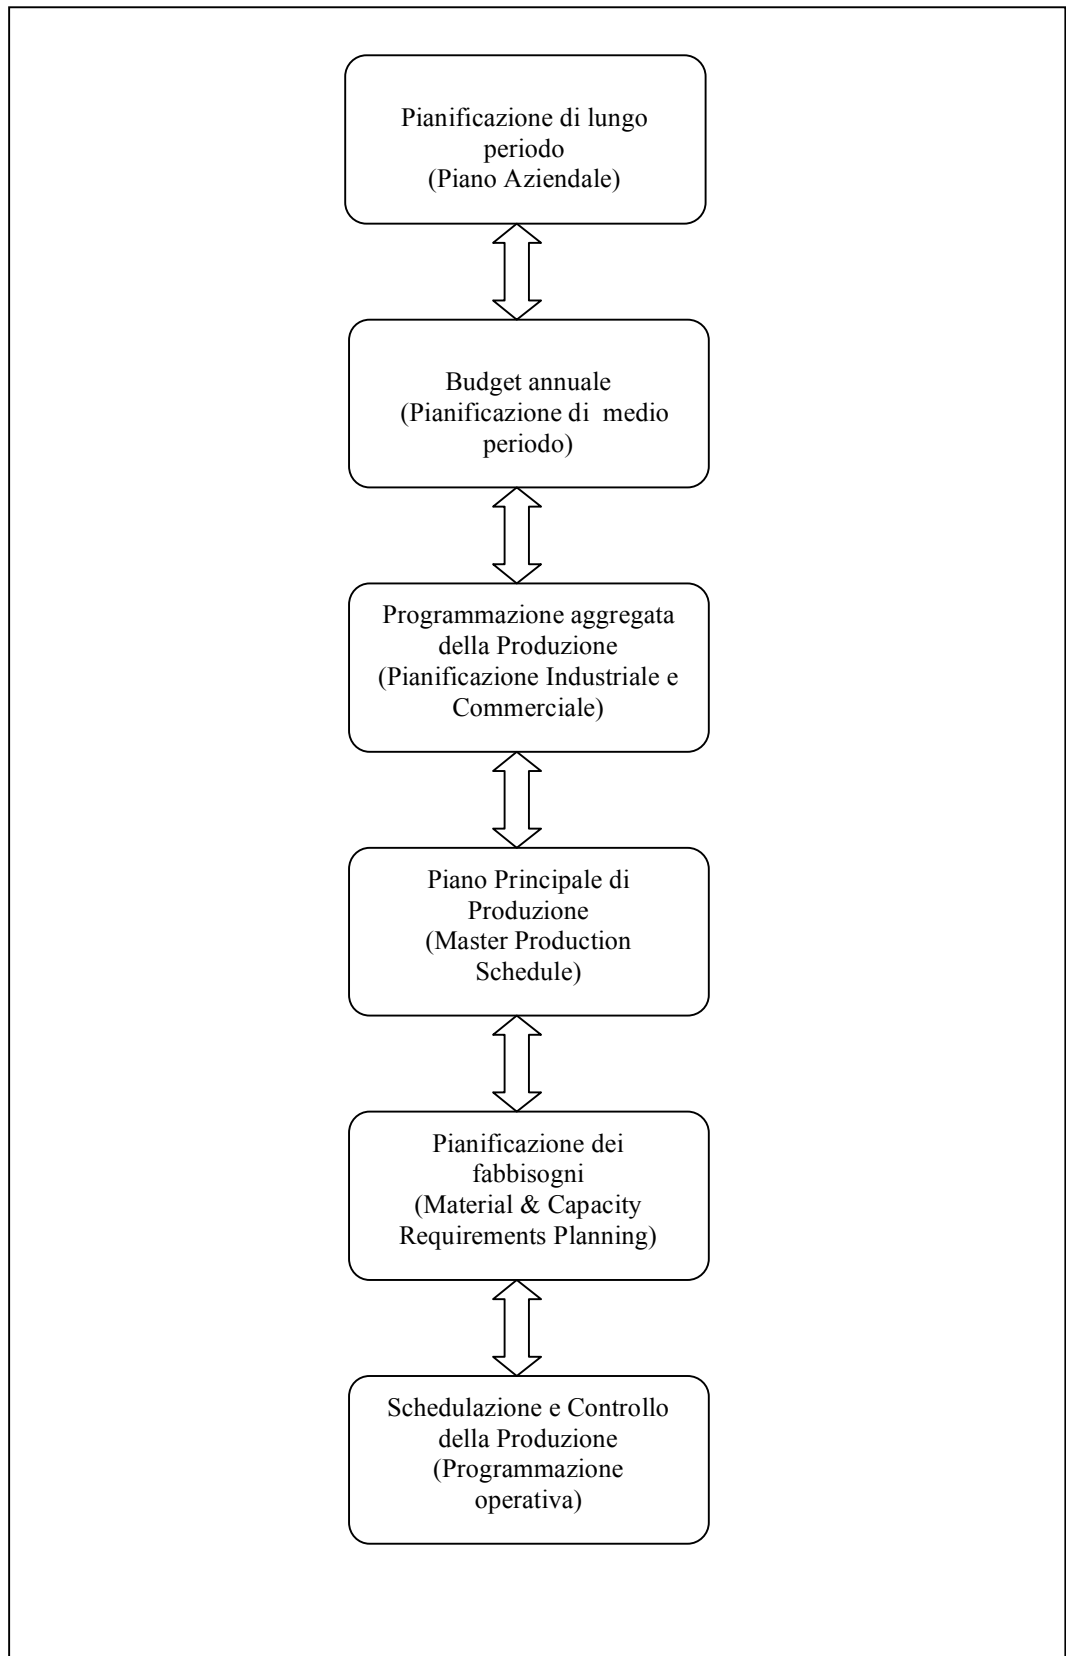 Pianificazione di lungo
periodo
(Piano Aziendale)
Budget annuale
(Pianificazione di  medio
periodo)
Programmazione aggregata
della Produzione
(Pianificazione Industriale e
Commerciale)
Piano Principale di
Produzione
(Master Production
Schedule)
Pianificazione dei
fabbisogni
(Material & Capacity
Requirements Planning)
Schedulazione e Controllo
della Produzione
(Programmazione
operativa)